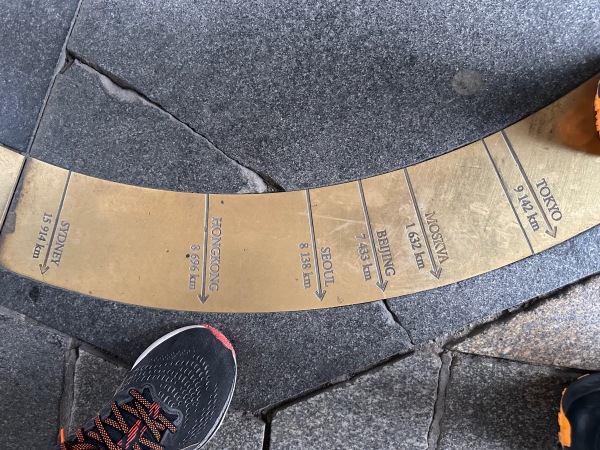 SYDNEY
15 914 km
HONGKONG
8 696 km
SEOUL
8 138 km
BEIJING
7 433 km
MOSKVA
1 632 km
TOKYO
9 142 km